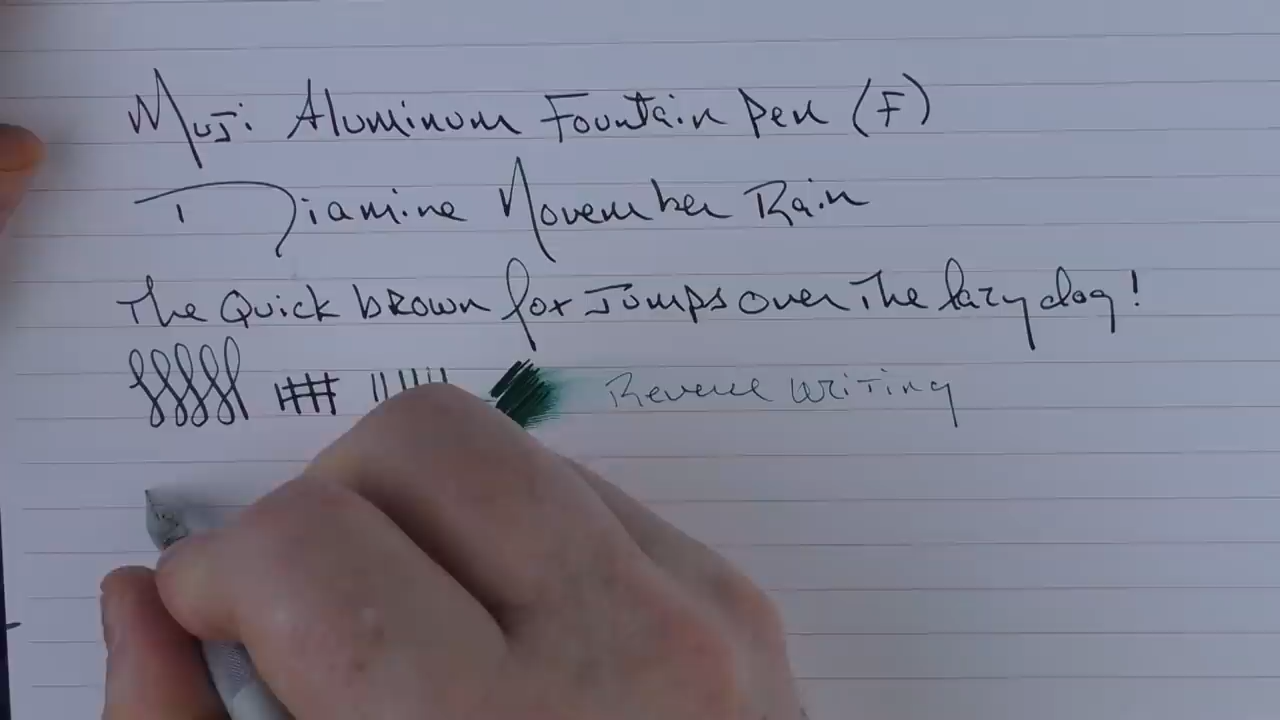 Muji Aluminum Fountain Pen (F)
Diamine November Rain
The Quick brown fox Jumps over The lazy dog!
Reverse Writing